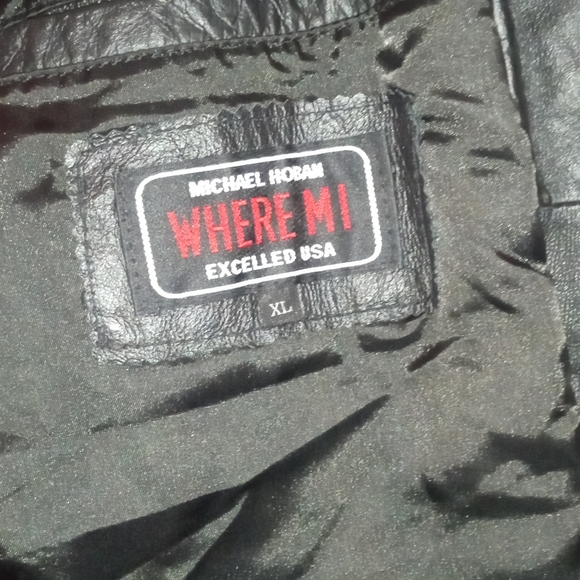 MICHAEL HOBAN
WHERE MI
EXCELLED USA
XL